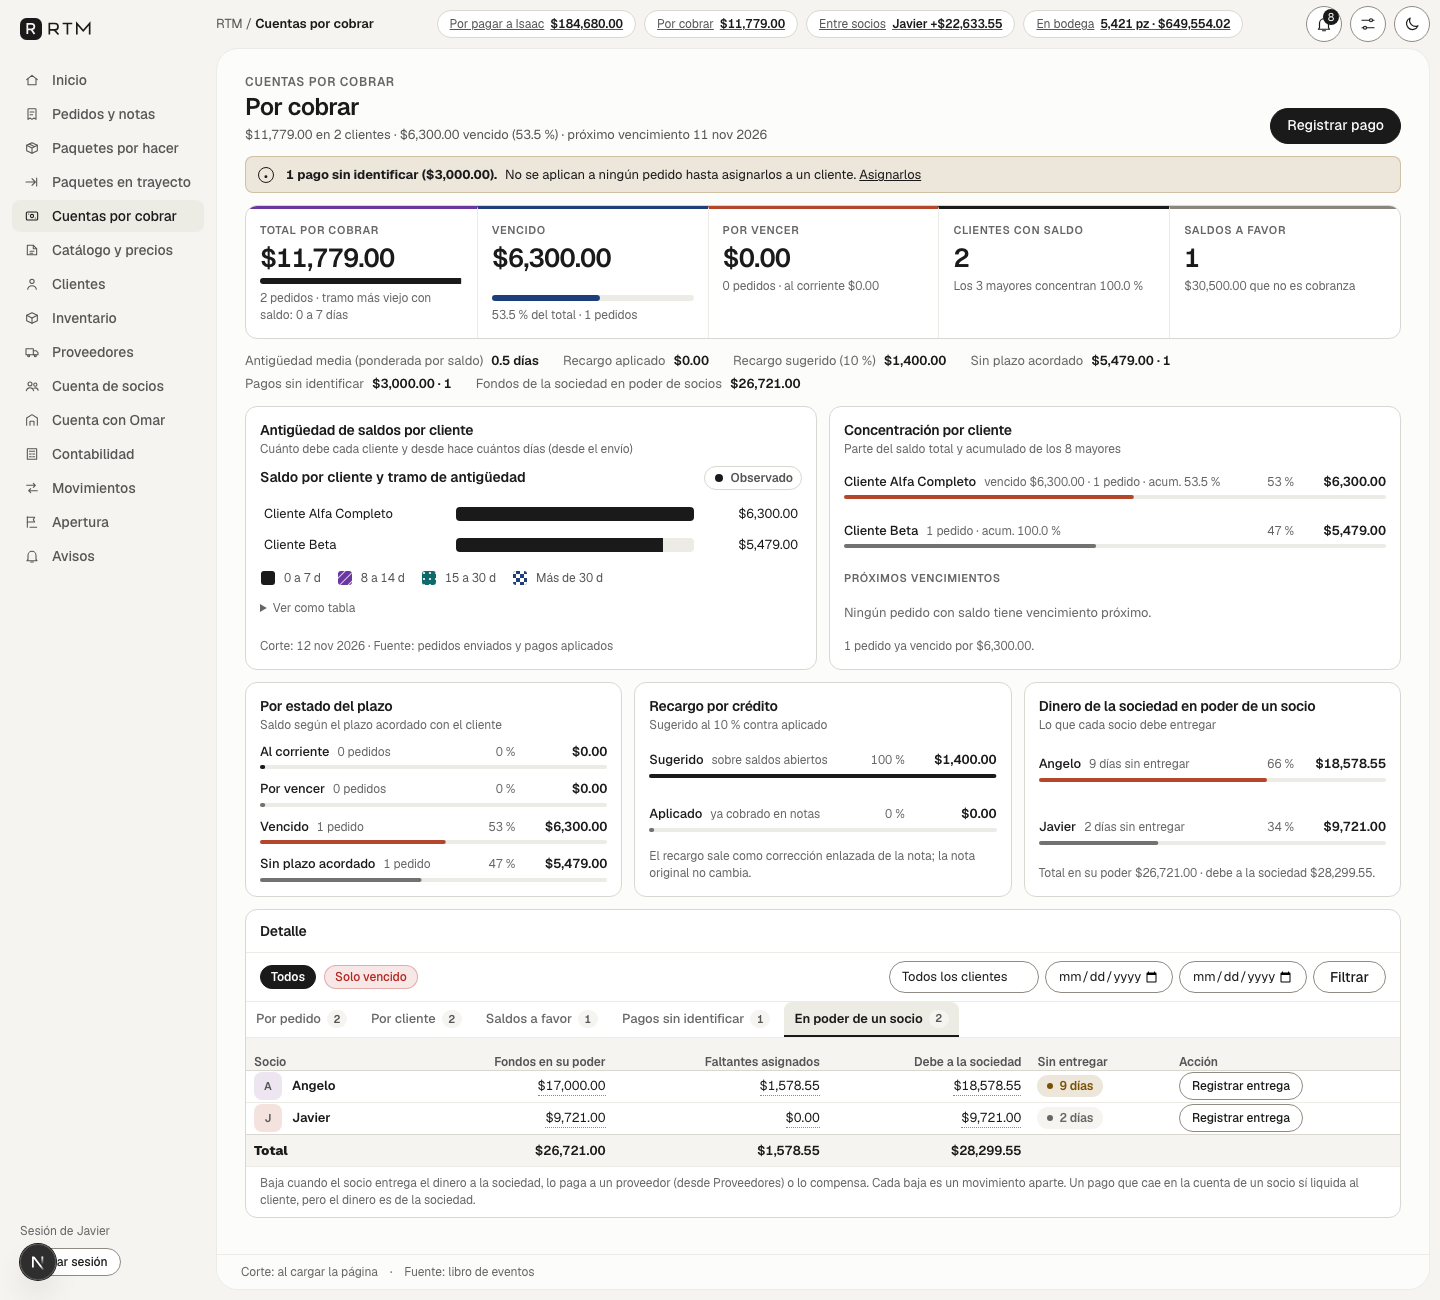 R RTM
RTM / Cuentas por cobrar
Por pagar a Isaac $184,680.00
Por cobrar $11,779.00
Entre socios Javier +$22,633.55
En bodega 5,421 pz · $649,554.02
8
Inicio
Pedidos y notas
Paquetes por hacer
Paquetes en trayecto
Cuentas por cobrar
Catálogo y precios
Clientes
Inventario
Proveedores
Cuenta de socios
Cuenta con Omar
Contabilidad
Movimientos
Apertura
Avisos
Sesión de Javier
N
ar sesión
CUENTAS POR COBRAR
Por cobrar
$11,779.00 en 2 clientes · $6,300.00 vencido (53.5 %) · próximo vencimiento 11 nov 2026
Registrar pago
1 pago sin identificar ($3,000.00). No se aplican a ningún pedido hasta asignarlos a un cliente. Asignarlos
TOTAL POR COBRAR
$11,779.00
2 pedidos · tramo más viejo con
saldo: 0 a 7 días
VENCIDO
$6,300.00
53.5 % del total · 1 pedidos
POR VENCER
$0.00
0 pedidos · al corriente $0.00
CLIENTES CON SALDO
2
Los 3 mayores concentran 100.0 %
SALDOS A FAVOR
1
$30,500.00 que no es cobranza
Antigüedad media (ponderada por saldo) 0.5 días Recargo aplicado $0.00 Recargo sugerido (10 %) $1,400.00 Sin plazo acordado $5,479.00 · 1
Pagos sin identificar $3,000.00 · 1 Fondos de la sociedad en poder de socios $26,721.00
Antigüedad de saldos por cliente
Cuánto debe cada cliente y desde hace cuántos días (desde el envío)
Saldo por cliente y tramo de antigüedad
Observado
Cliente Alfa Completo $6,300.00
Cliente Beta $5,479.00
0 a 7 d 8 a 14 d 15 a 30 d Más de 30 d
Ver como tabla
Corte: 12 nov 2026 · Fuente: pedidos enviados y pagos aplicados
Concentración por cliente
Parte del saldo total y acumulado de los 8 mayores
Cliente Alfa Completo vencido $6,300.00 · 1 pedido · acum. 53.5 % 53 % $6,300.00
Cliente Beta 1 pedido · acum. 100.0 % 47 % $5,479.00
PRÓXIMOS VENCIMIENTOS
Ningún pedido con saldo tiene vencimiento próximo.
1 pedido ya vencido por $6,300.00.
Por estado del plazo
Saldo según el plazo acordado con el cliente
Al corriente 0 pedidos 0 % $0.00
Por vencer 0 pedidos 0 % $0.00
Vencido 1 pedido 53 % $6,300.00
Sin plazo acordado 1 pedido 47 % $5,479.00
Recargo por crédito
Sugerido al 10 % contra aplicado
Sugerido sobre saldos abiertos 100 % $1,400.00
Aplicado ya cobrado en notas 0 % $0.00
El recargo sale como corrección enlazada de la nota; la nota
original no cambia.
Dinero de la sociedad en poder de un socio
Lo que cada socio debe entregar
Angelo 9 días sin entregar 66 % $18,578.55
Javier 2 días sin entregar 34 % $9,721.00
Total en su poder $26,721.00 · debe a la sociedad $28,299.55.
Detalle
Todos Solo vencido Todos los clientes mm/dd/yyyy mm/dd/yyyy Filtrar
Por pedido 2 Por cliente 2 Saldos a favor 1 Pagos sin identificar 1 En poder de un socio 2
Socio Fondos en su poder Faltantes asignados Debe a la sociedad Sin entregar Acción
A Angelo $17,000.00 $1,578.55 $18,578.55 9 días Registrar entrega
J Javier $9,721.00 $0.00 $9,721.00 2 días Registrar entrega
Total $26,721.00 $1,578.55 $28,299.55
Baja cuando el socio entrega el dinero a la sociedad, lo paga a un proveedor (desde Proveedores) o lo compensa. Cada baja es un movimiento aparte. Un pago que cae en la cuenta de un socio sí liquida al
cliente, pero el dinero es de la sociedad.
Corte: al cargar la página · Fuente: libro de eventos